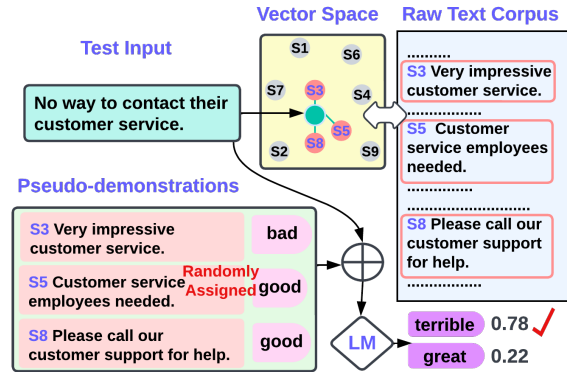 Vector Space
Raw Text Corpus
Test Input
No way to contact their
customer service.
S1
S6
S3
S7
S4
S5
S8
S2
S9
...........
S3 Very impressive
customer service.
...................
S5 Customer
service employees
needed.
................
.............................
S8 Please call our
customer support
for help.
...................
Pseudo-demonstrations
S3 Very impressive
customer service.
bad
S5 Customer service
employees needed.
Randomly
Assigned
good
S8 Please call our
customer support for help.
good
LM
terrible 0.78
great 0.22